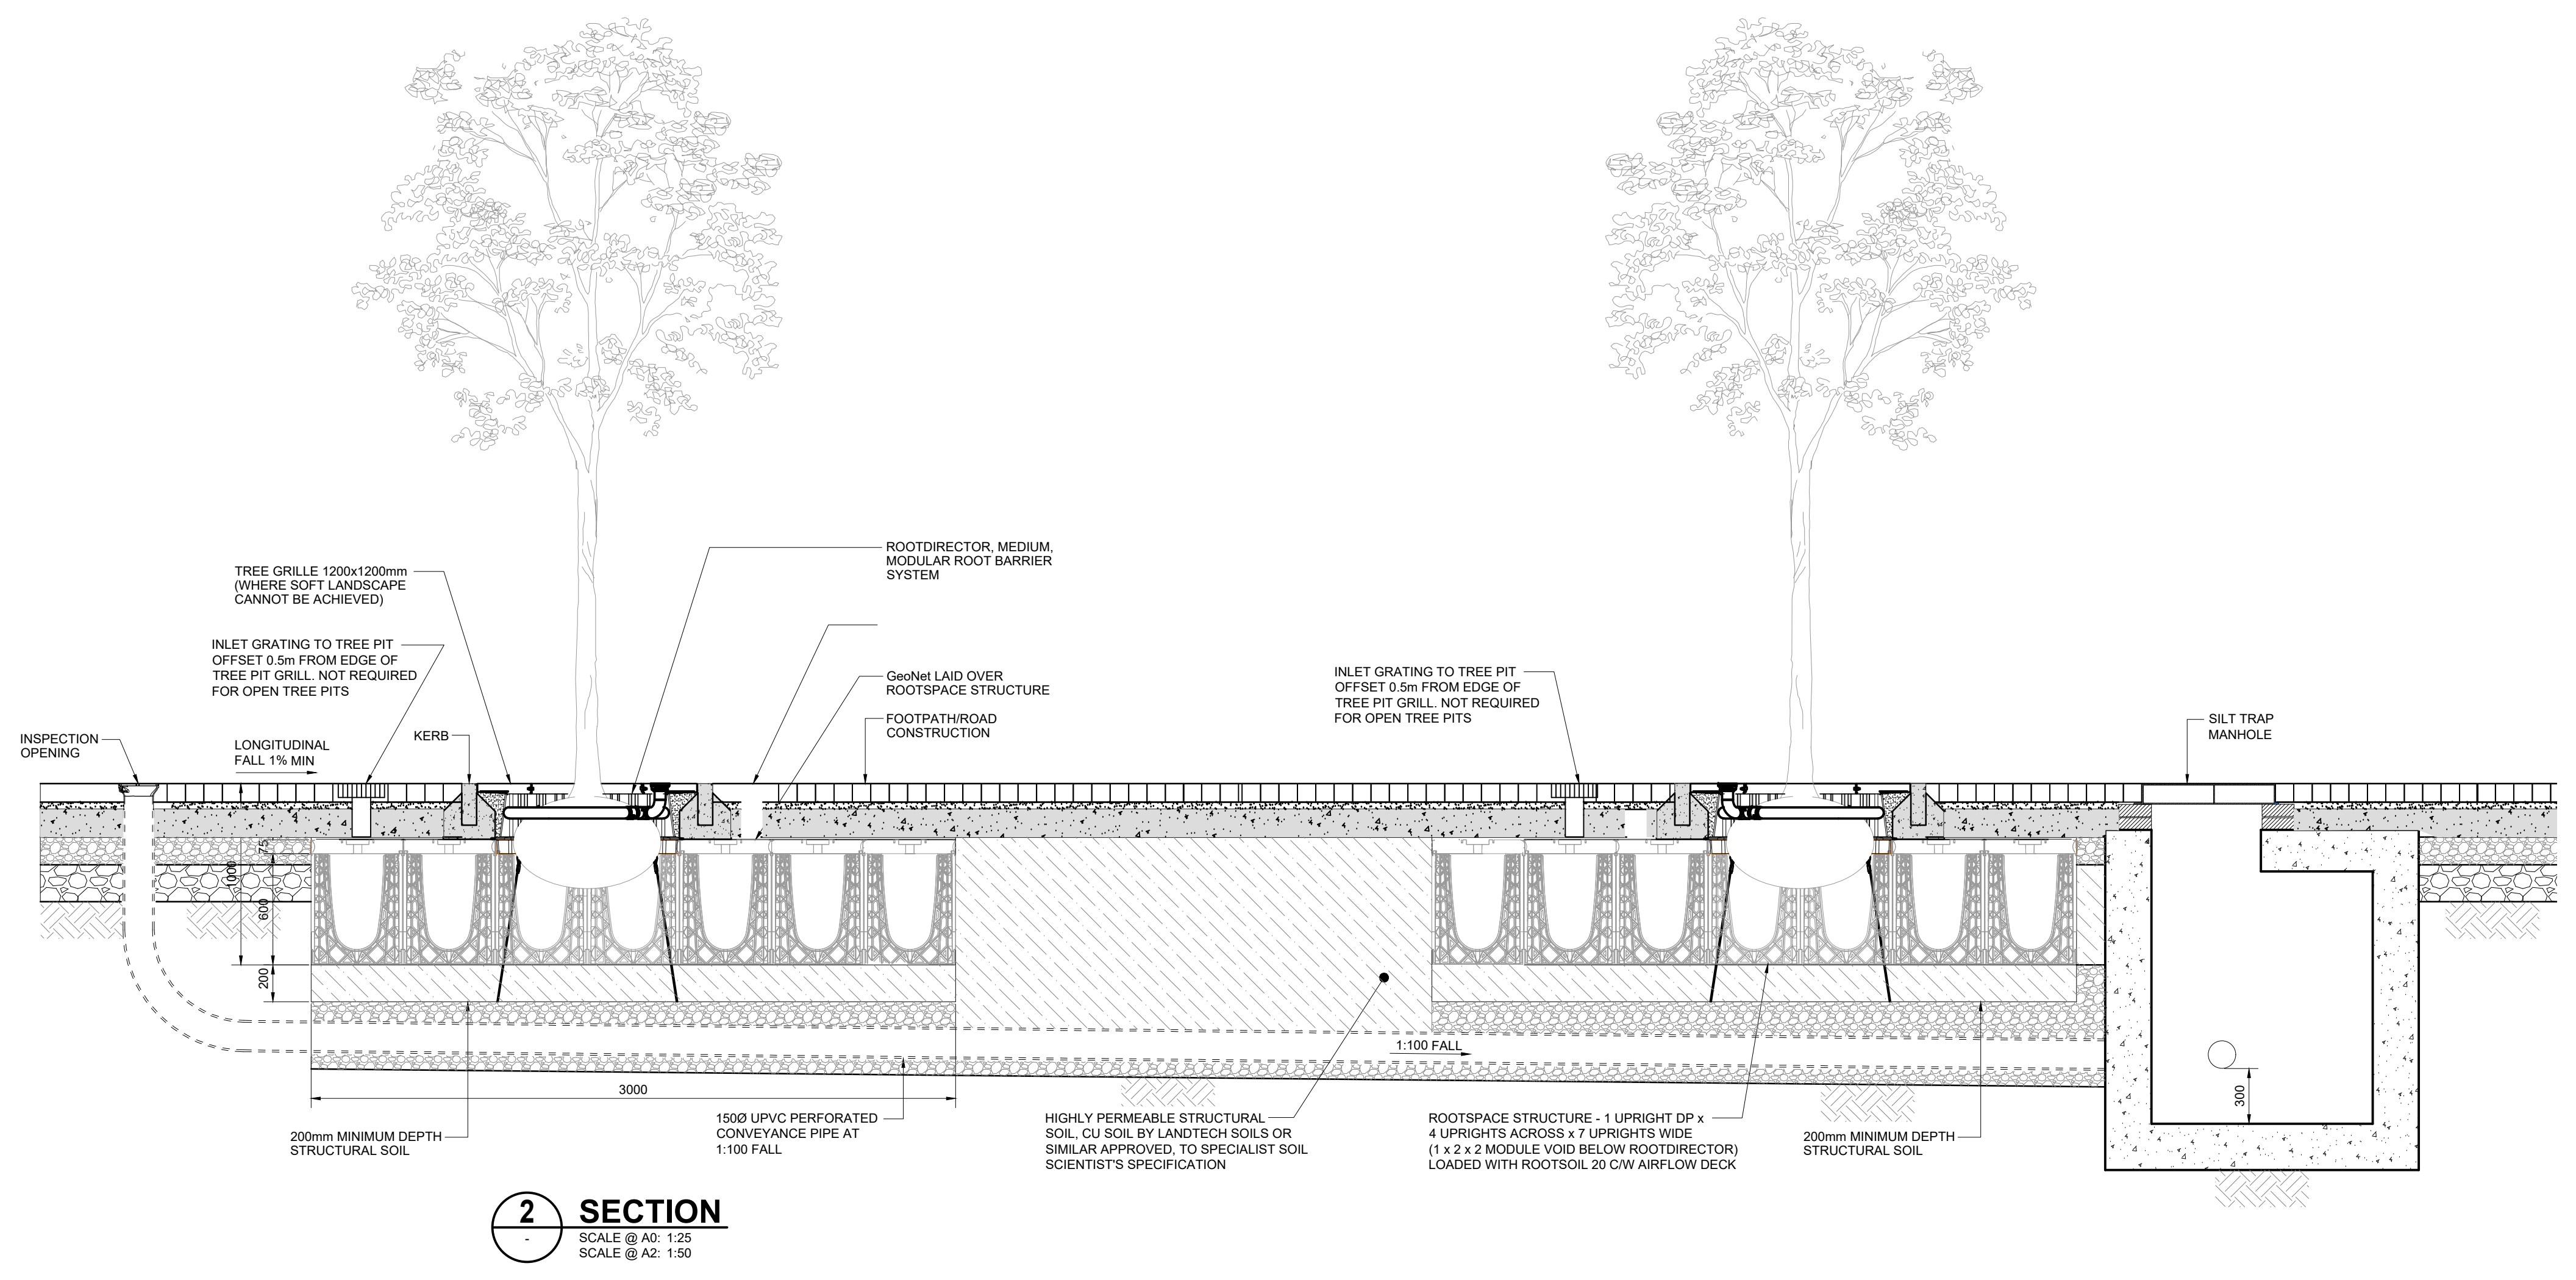 ROOTDIRECTOR, MEDIUM,
MODULAR ROOT BARRIER
SYSTEM
TREE GRILLE 1200x1200mm
(WHERE SOFT LANDSCAPE
CANNOT BE ACHIEVED)
INLET GRATING TO TREE PIT
OFFSET 0.5m FROM EDGE OF
TREE PIT GRILL. NOT REQUIRED
FOR OPEN TREE PITS
GeoNet LAID OVER
ROOTSPACE STRUCTURE
INLET GRATING TO TREE PIT
OFFSET 0.5m FROM EDGE OF
TREE PIT GRILL. NOT REQUIRED
FOR OPEN TREE PITS
FOOTPATH/ROAD
CONSTRUCTION
SILT TRAP
MANHOLE
INSPECTION
OPENING
LONGITUDINAL
FALL 1% MIN
KERB
75
1000
600
200
1:100 FALL
3000
300
200mm MINIMUM DEPTH
STRUCTURAL SOIL
150Ø UPVC PERFORATED
CONVEYANCE PIPE AT
1:100 FALL
HIGHLY PERMEABLE STRUCTURAL
SOIL, CU SOIL BY LANDTECH SOILS OR
SIMILAR APPROVED, TO SPECIALIST SOIL
SCIENTIST'S SPECIFICATION
ROOTSPACE STRUCTURE - 1 UPRIGHT DP x
4 UPRIGHTS ACROSS x 7 UPRIGHTS WIDE
(1 x 2 x 2 MODULE VOID BELOW ROOTDIRECTOR)
LOADED WITH ROOTSOIL 20 C/W AIRFLOW DECK
200mm MINIMUM DEPTH
STRUCTURAL SOIL
2
-
SECTION
SCALE @ A0: 1:25
SCALE @ A2: 1:50